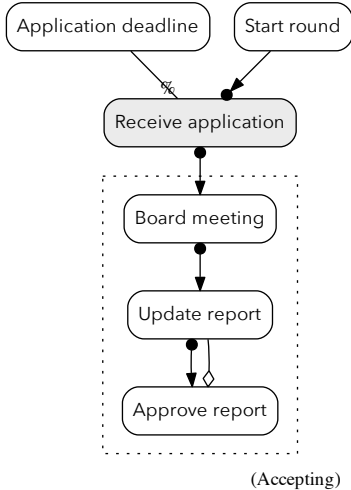 Application deadline
Start round
%
Receive application
Board meeting
Update report
Approve report
(Accepting)